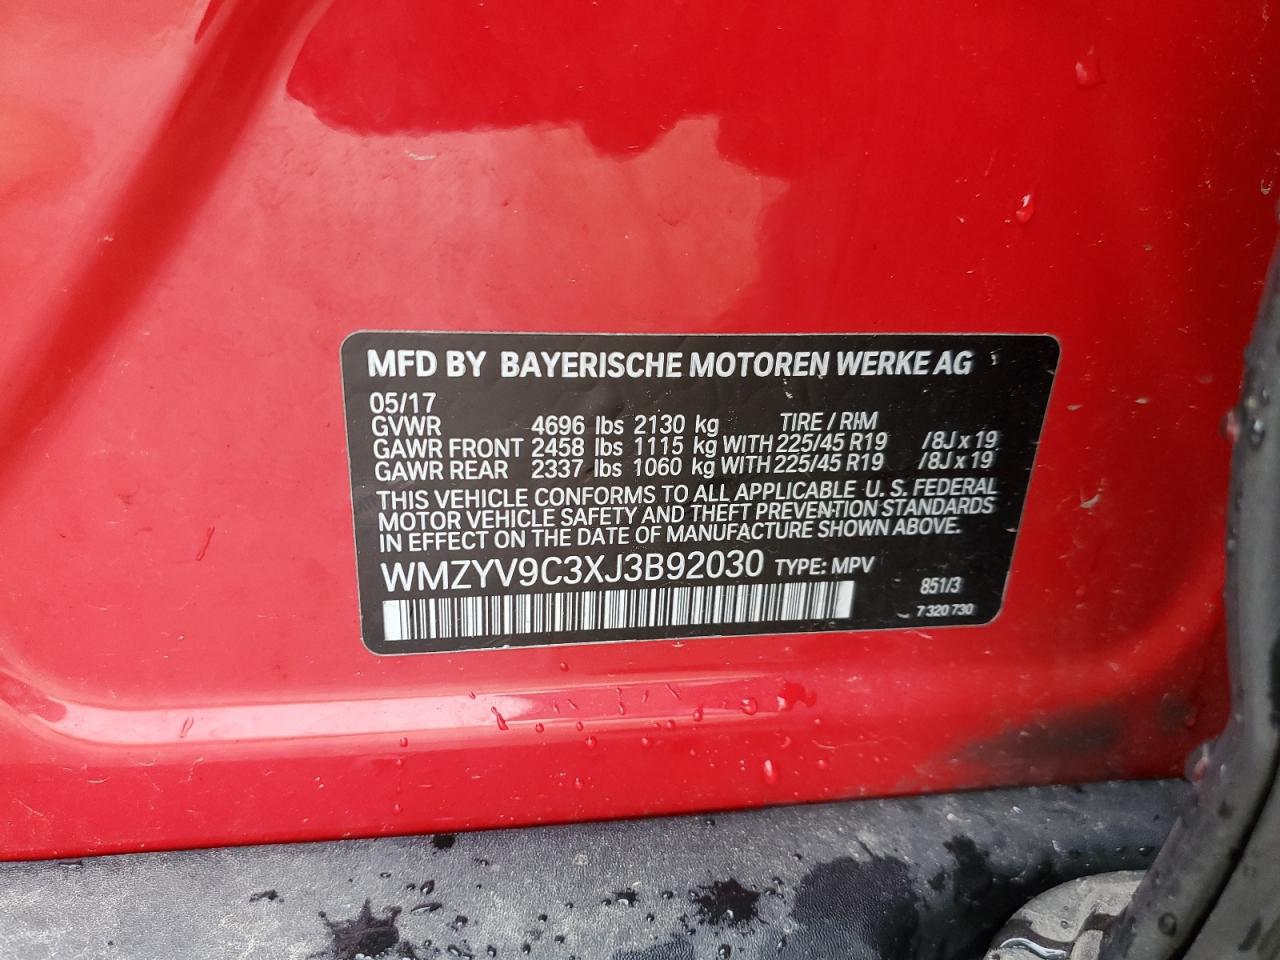 MFD BY BAYERISCHE MOTOREN WERKE AG
05/17
GVWR 4696 lbs 2130 kg TIRE / RIM
GAWR FRONT 2458 lbs 1115 kg WITH 225/45 R19 /8J x 19
GAWR REAR 2337 lbs 1060 kg WITH 225/45 R19 /8J x 19
THIS VEHICLE CONFORMS TO ALL APPLICABLE U. S. FEDERAL
MOTOR VEHICLE SAFETY AND THEFT PREVENTION STANDARDS
IN EFFECT ON THE DATE OF MANUFACTURE SHOWN ABOVE.
WMZYV9C3XJ3B92030 TYPE: MPV
851/3
7 320 730